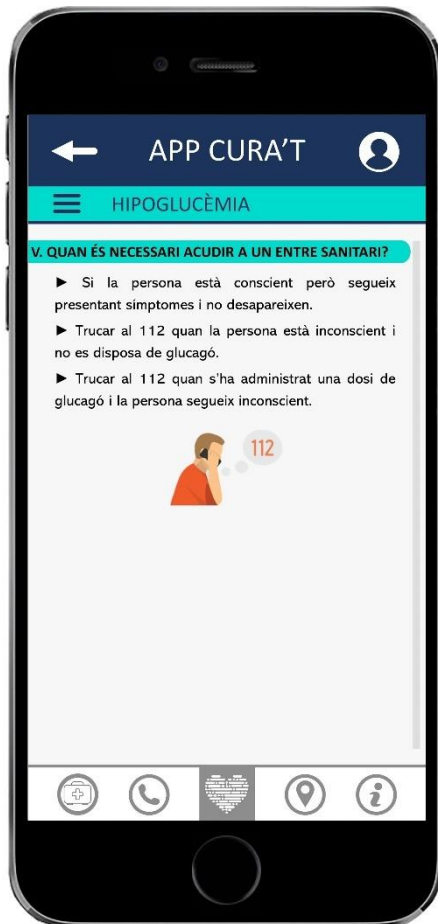 APP CURA'T
HIPOGLUCÈMIA
V. QUAN ÉS NECESSARI ACUDIR A UN ENTRE SANITARI?
► Si la persona està conscient però segueix
presentant símptomes i no desapareixen.
► Trucar al 112 quan la persona està inconscient i
no es disposa de glucagó.
► Trucar al 112 quan s'ha administrat una dosi de
glucagó i la persona segueix inconscient.
112